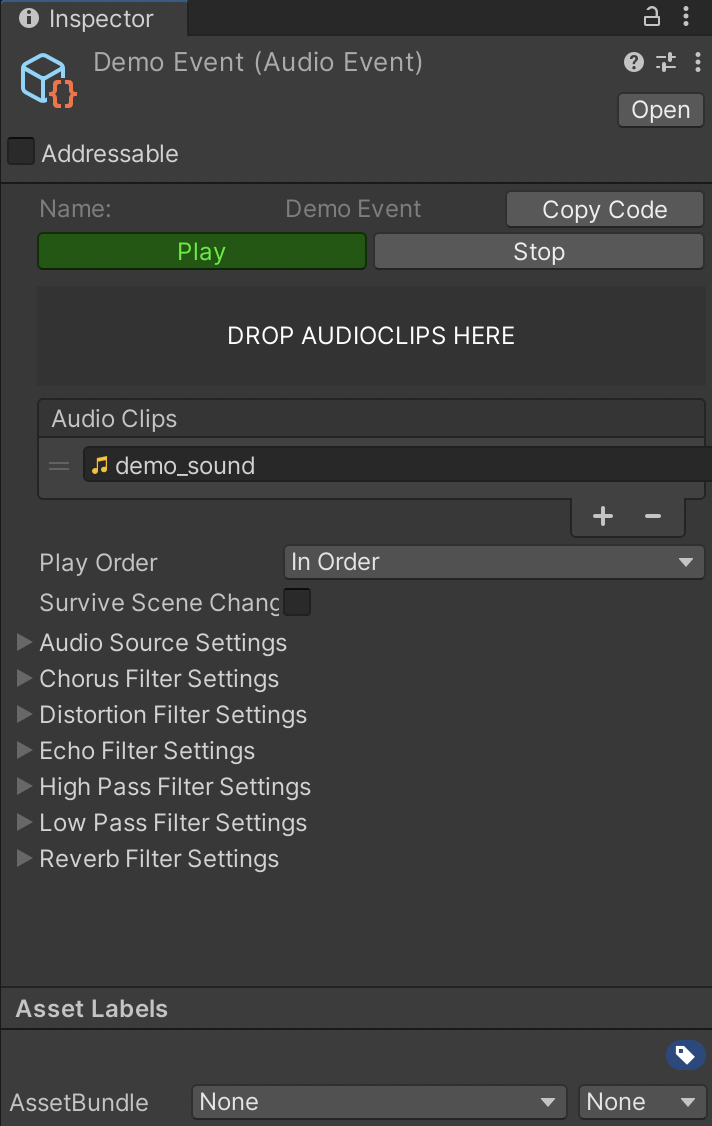 Inspector
Demo Event (Audio Event)
Open
Addressable
Name: Demo Event Copy Code
Play Stop
DROP AUDIOCLIPS HERE
Audio Clips
demo_sound
Play Order In Order
Survive Scene Chang
Audio Source Settings
Chorus Filter Settings
Distortion Filter Settings
Echo Filter Settings
High Pass Filter Settings
Low Pass Filter Settings
Reverb Filter Settings
Asset Labels
AssetBundle None None